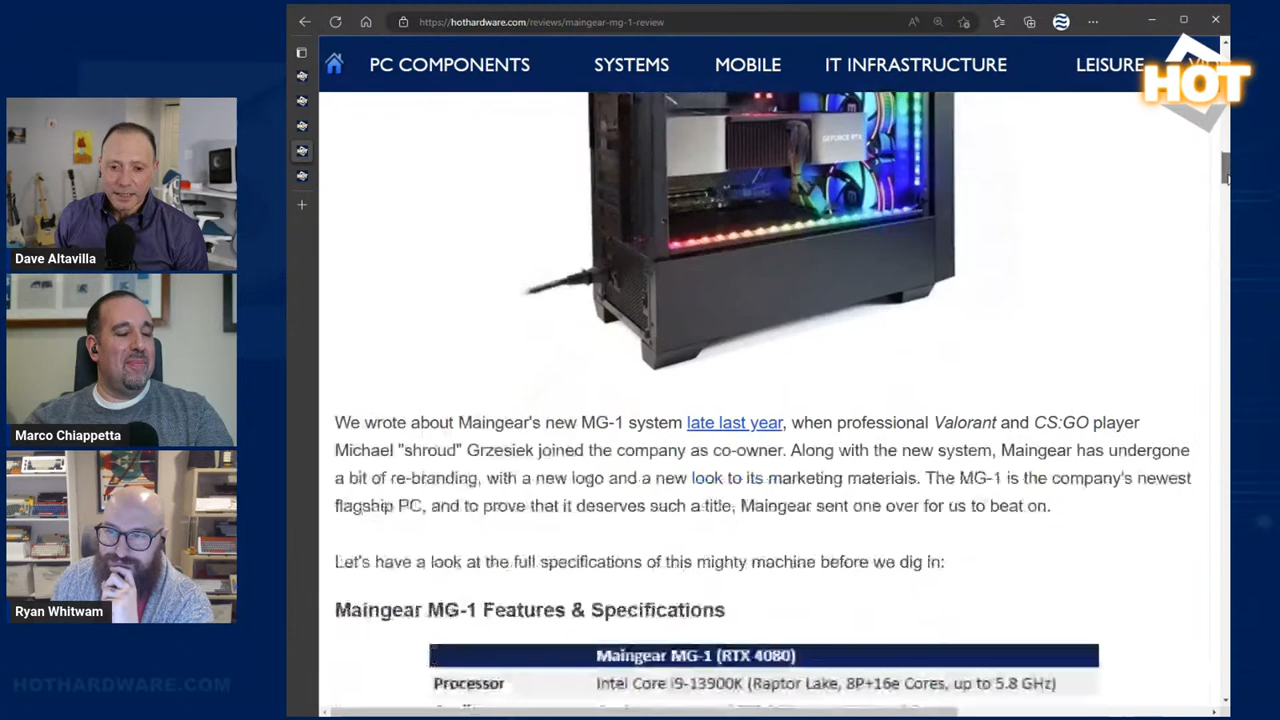 https://hothardware.com/reviews/maingear-mg-1-review
PC COMPONENTS SYSTEMS MOBILE IT INFRASTRUCTURE LEISURE
HOT
GEFORCE RTX
Dave Altavilla
Marco Chiappetta
Ryan Whitwam
HOTHARDWARE.COM
We wrote about Maingear's new MG-1 system late last year, when professional Valorant and CS:GO player
Michael "shroud" Grzesiek joined the company as co-owner. Along with the new system, Maingear has undergone
a bit of re-branding, with a new logo and a new look to its marketing materials. The MG-1 is the company's newest
flagship PC, and to prove that it deserves such a title, Maingear sent one over for us to beat on.
Let's have a look at the full specifications of this mighty machine before we dig in:
Maingear MG-1 Features & Specifications
Maingear MG-1 (RTX 4080)
Processor Intel Core i9-13900K (Raptor Lake, 8P+16e Cores, up to 5.8 GHz)